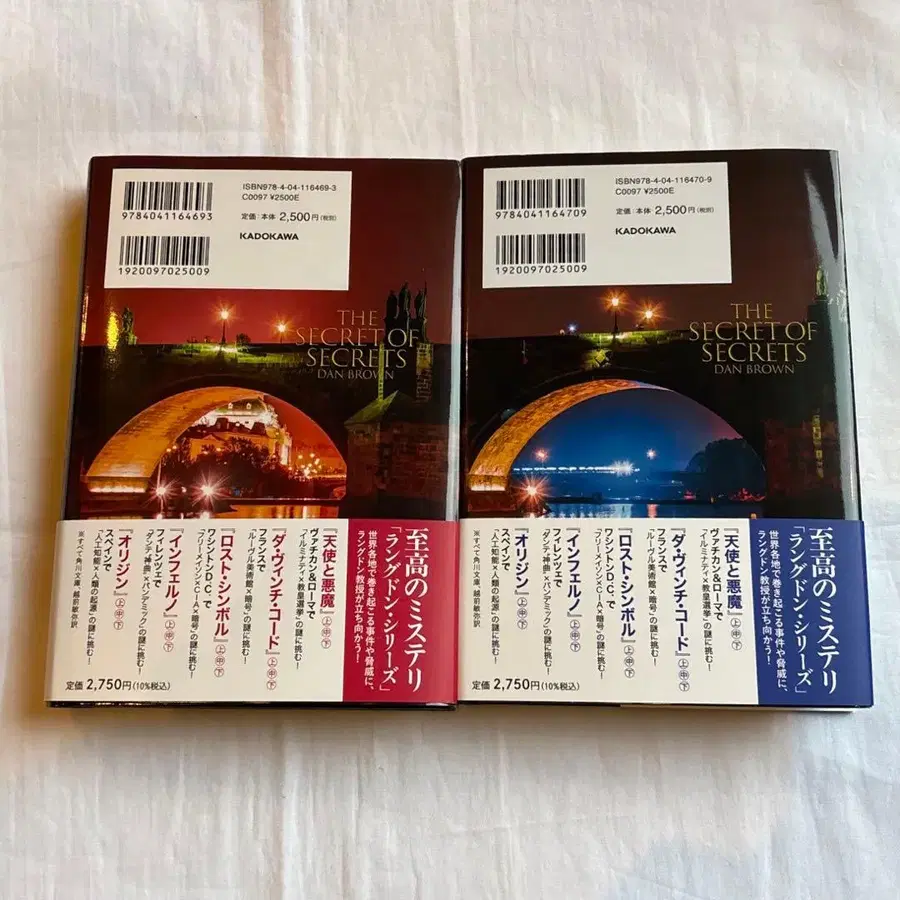 ISBN978-4-04-116469-3
C0097 ¥2500E
9784041164693
定価:本体2,500円(税別)
KADOKAWA
1920097025009
THE
SECRET OF
SECRETS
DAN BROWN
至高のミステリ
「ラングドン・シリーズ」
世界各地で巻き起こる事件や脅威に、
ラングドン教授が立ち向かう!
『天使と悪魔』上中下
ヴァチカン&ローマで
「イルミナティ×教皇選挙」の謎に挑む!
『ダ・ヴィンチ・コード』上中下
フランスで
「ルーヴル美術館×暗号」の謎に挑む!
『ロスト・シンボル』上中下
ワシントンD.C.で
「フリーメイソン×CIA×暗号」の謎に挑む!
『インフェルノ』上中下
フィレンツェで
「ダンテ『神曲』×パンデミック」の謎に挑む!
『オリジン』上中下
スペインで
「人工知能×人類の起源」の謎に挑む!
※すべて角川文庫/越前敏弥訳
定価2,750円(10%税込)
ISBN978-4-04-116470-9
C0097 ¥2500E
9784041164709
定価:本体2,500円(税別)
KADOKAWA
1920097025009
THE
SECRET OF
SECRETS
DAN BROWN
至高のミステリ
「ラングドン・シリーズ」
世界各地で巻き起こる事件や脅威に、
ラングドン教授が立ち向かう!
『天使と悪魔』上中下
ヴァチカン&ローマで
「イルミナティ×教皇選挙」の謎に挑む!
『ダ・ヴィンチ・コード』上中下
フランスで
「ルーヴル美術館×暗号」の謎に挑む!
『ロスト・シンボル』上中下
ワシントンD.C.で
「フリーメイソン×CIA×暗号」の謎に挑む!
『インフェルノ』上中下
フィレンツェで
「ダンテ『神曲』×パンデミック」の謎に挑む!
『オリジン』上中下
スペインで
「人工知能×人類の起源」の謎に挑む!
※すべて角川文庫/越前敏弥訳
定価2,750円(10%税込)